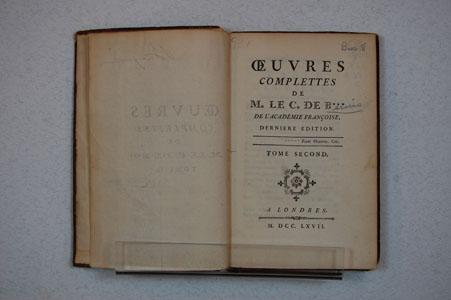 ŒUVRES
COMPLETTES
DE
M. LE C. DE B***
DE L'ACADÉMIE FRANÇOISE,
DERNIERE EDITION.
TOME SECOND.
A LONDRES.
M. DCC. LXVII.